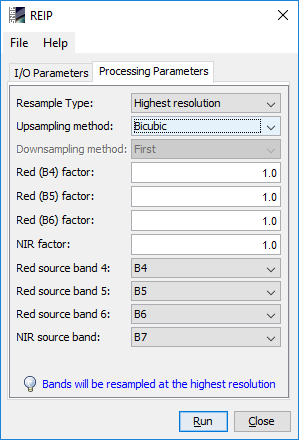 REIP
File Help
I/O Parameters Processing Parameters
Resample Type: Highest resolution
Upsampling method: Bicubic
Downsampling method: First
Red (B4) factor: 1.0
Red (B5) factor: 1.0
Red (B6) factor: 1.0
NIR factor: 1.0
Red source band 4: B4
Red source band 5: B5
Red source band 6: B6
NIR source band: B7
Bands will be resampled at the highest resolution
Run Close